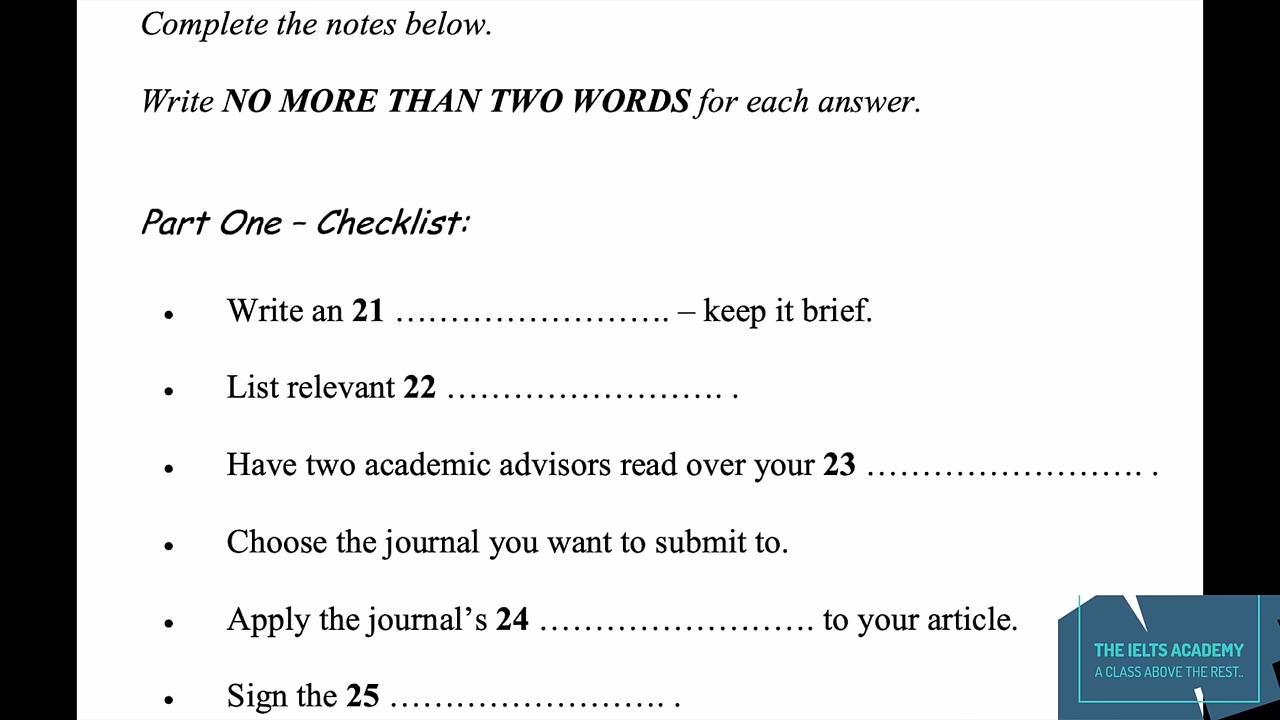 Complete the notes below.
Write NO MORE THAN TWO WORDS for each answer.
Part One – Checklist:
• Write an 21 ………………………. – keep it brief.
• List relevant 22 ………………………. .
• Have two academic advisors read over your 23 ………………………. .
• Choose the journal you want to submit to.
• Apply the journal’s 24 ………………………. to your article.
• Sign the 25 ………………………. .
THE IELTS ACADEMY
A CLASS ABOVE THE REST..